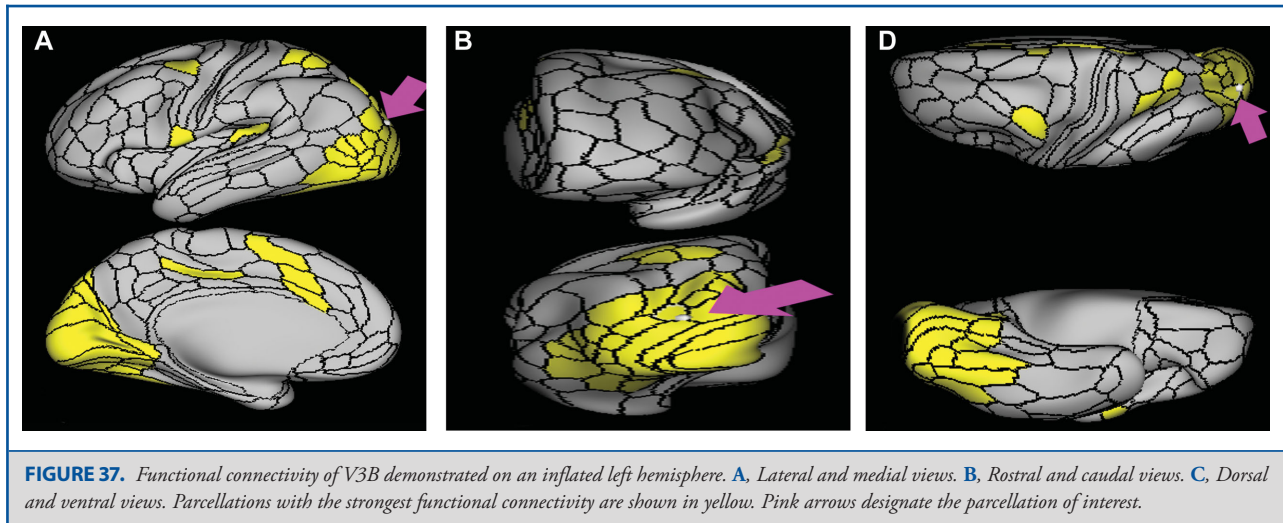 A
B
D
FIGURE 37. Functional connectivity of V3B demonstrated on an inflated left hemisphere. A, Lateral and medial views. B, Rostral and caudal views. C, Dorsal
and ventral views. Parcellations with the strongest functional connectivity are shown in yellow. Pink arrows designate the parcellation of interest.